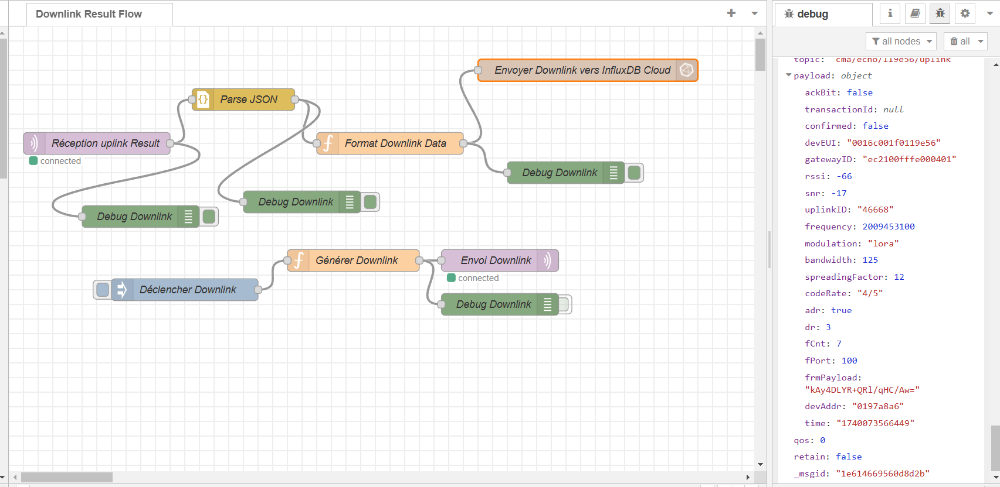 Downlink Result Flow
debug
all nodes
all
Envoyer Downlink vers InfluxDB Cloud
Parse JSON
Réception uplink Result
connected
Format Downlink Data
Debug Downlink
Debug Downlink
Debug Downlink
Générer Downlink
Envoi Downlink
connected
Déclencher Downlink
Debug Downlink
topic: "cma/echo/119e56/uplink"
payload: object
ackBit: false
transactionId: null
confirmed: false
devEUI: "0016c001f0119e56"
gatewayID: "ec2100fffe000401"
rssi: -66
snr: -17
uplinkID: "46668"
frequency: 2009453100
modulation: "lora"
bandwidth: 125
spreadingFactor: 12
codeRate: "4/5"
adr: true
dr: 3
fCnt: 7
fPort: 100
frmPayload:
"kAy4DLYR+QRl/qHC/Aw="
devAddr: "0197a8a6"
time: "1740073566449"
qos: 0
retain: false
_msgid: "1e614669560d8d2b"